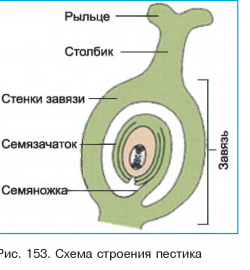 Рыльце
Столбик
Стенки завязи
Семязачаток
Семяножка
Завязь
Рис. 153. Схема строения пестика